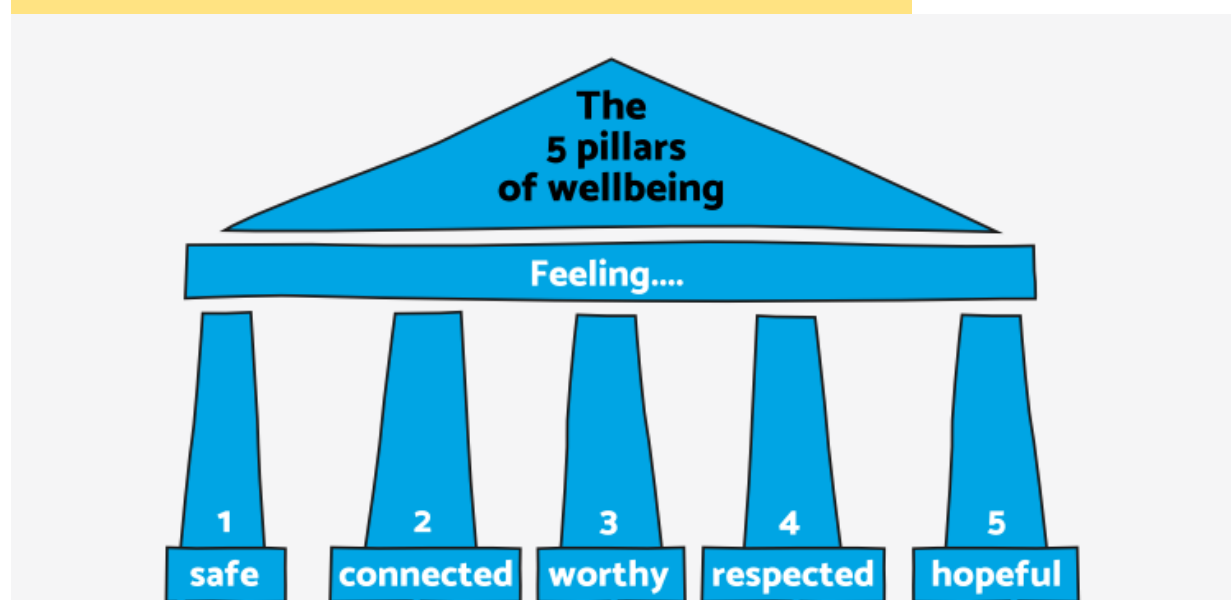 The
5 pillars
of wellbeing
Feeling....
1 2 3 4 5
safe connected worthy respected hopeful